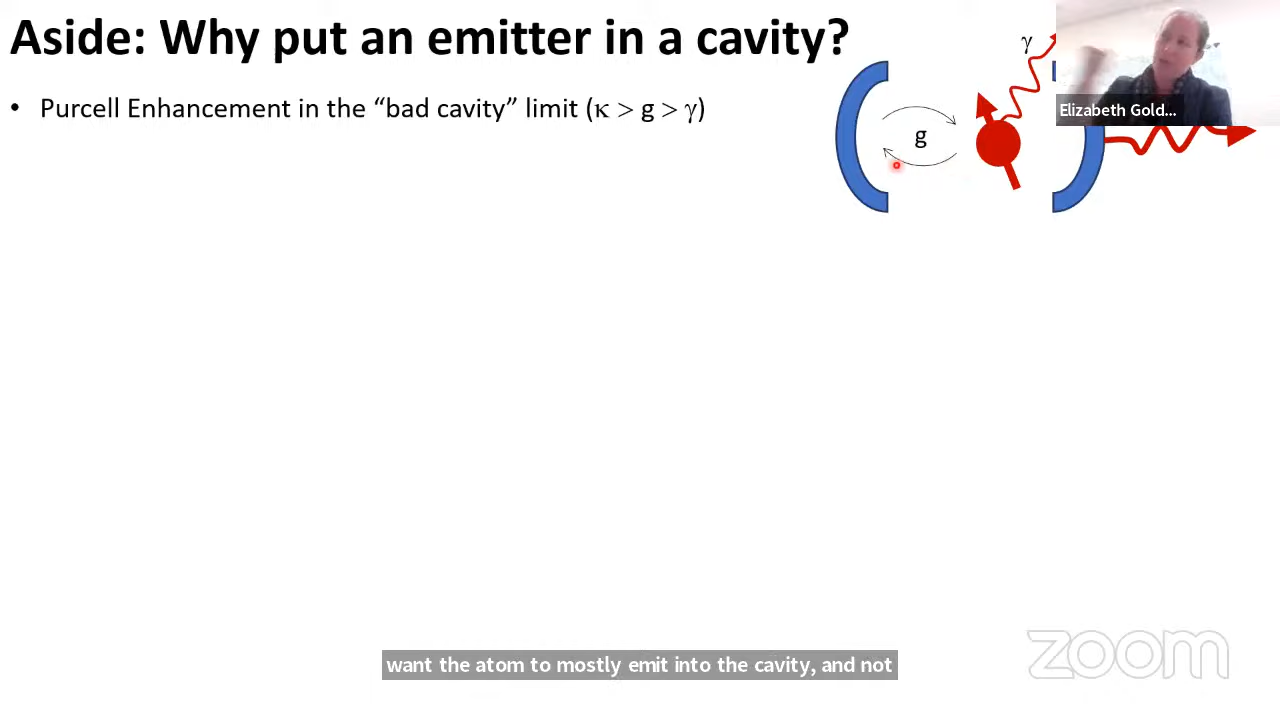 Aside: Why put an emitter in a cavity?
• Purcell Enhancement in the “bad cavity” limit (κ > g > γ)
γ
g
Elizabeth Gold...
want the atom to mostly emit into the cavity, and not
zoom